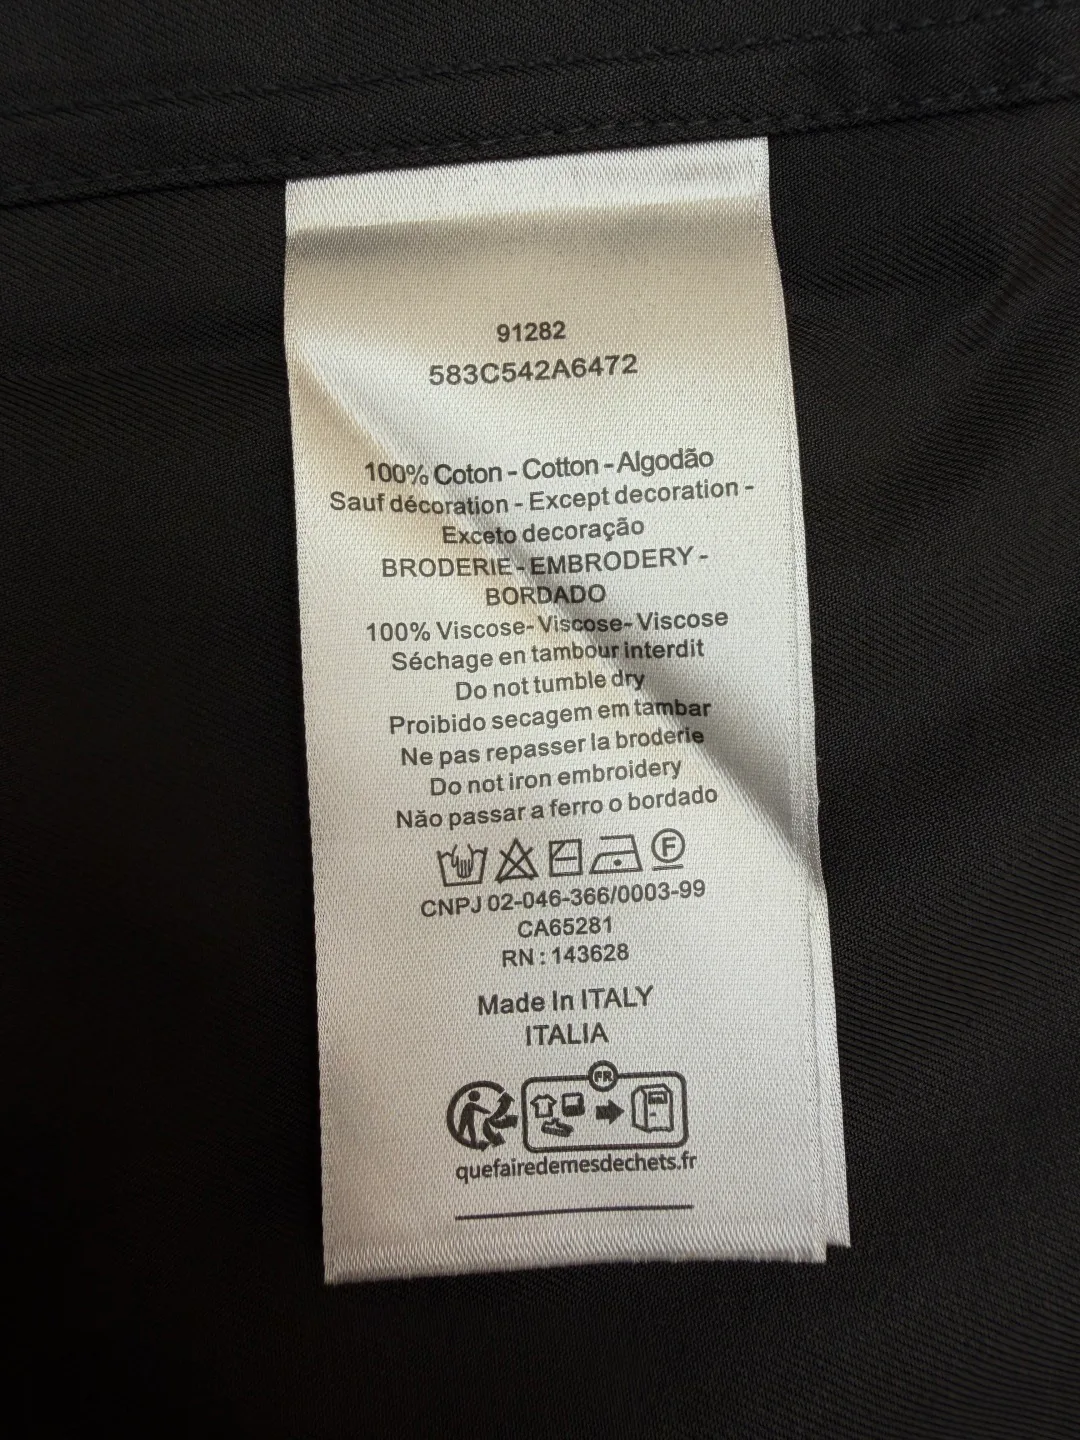 91282
583C542A6472
100% Coton - Cotton - Algodão
Sauf décoration - Except decoration -
Exceto decoração
BRODERIE - EMBRODERY -
BORDADO
100% Viscose- Viscose- Viscose
Séchage en tambour interdit
Do not tumble dry
Proibido secagem em tambar
Ne pas repasser la broderie
Do not iron embroidery
Não passar a ferro o bordado
F
CNPJ 02-046-366/0003-99
CA65281
RN : 143628
Made In ITALY
ITALIA
FR
quefairedemesdechets.fr